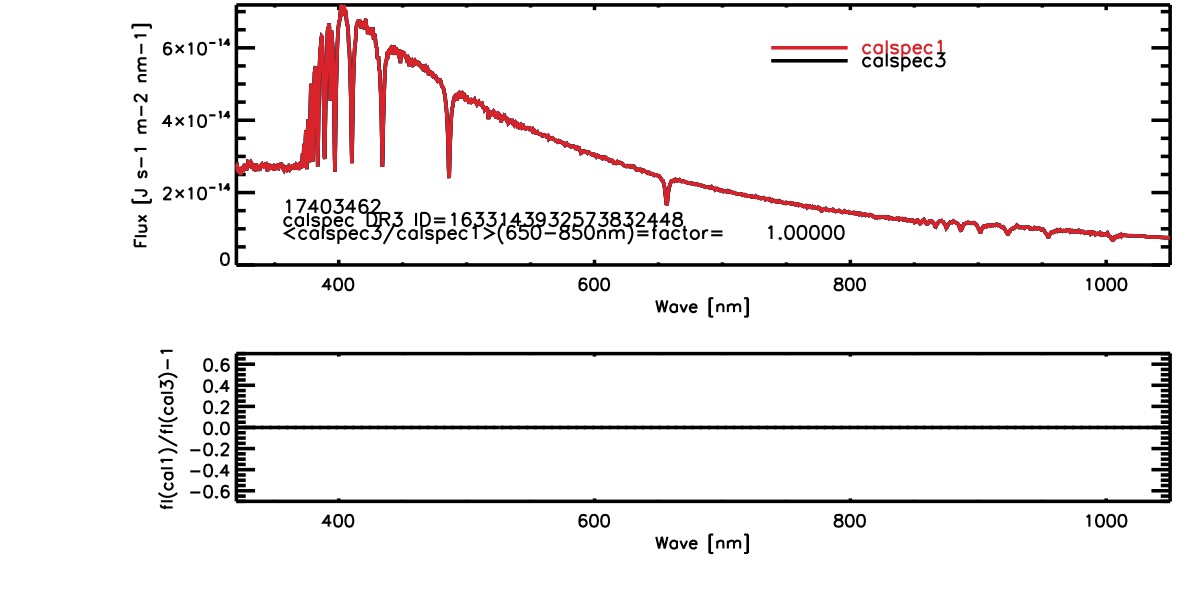 Flux [J s−1 m−2 nm−1]
6×10−14
4×10−14
2×10−14
0
calspec1
calspec3
17403462
calspec DR3 ID=1633143932573832448
<calspec3/calspec1>(650−850nm)=factor= 1.00000
400 600 800 1000
Wave [nm]
fl(cal1)/fl(cal3)−1
0.6
0.4
0.2
0.0
−0.2
−0.4
−0.6
400 600 800 1000
Wave [nm]